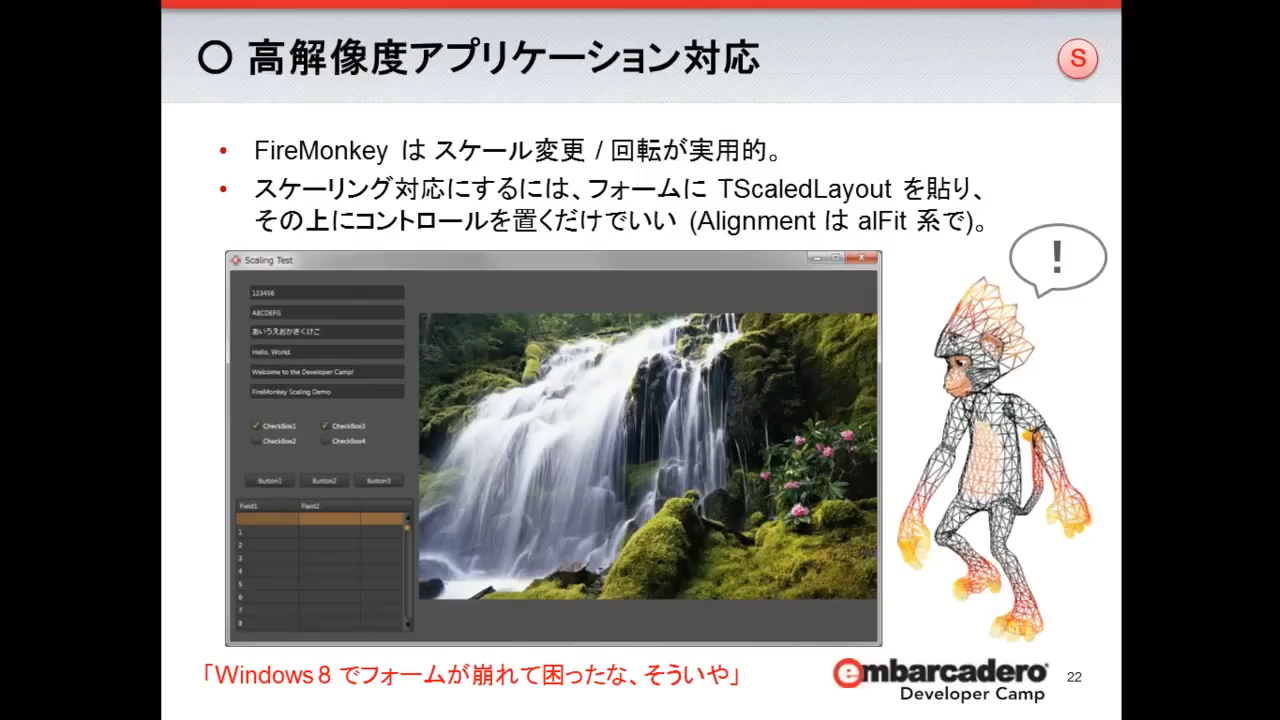 〇 高解像度アプリケーション対応
S
• FireMonkey は スケール変更 / 回転が実用的。
• スケーリング対応にするには、フォームに TScaledLayout を貼り、
その上にコントロールを置くだけでいい (Alignment は alFit 系で)。
!
Scaling Test
123456
ABCDEFG
あいうえおかきくけこ
Hello, World.
Welcome to the Developer Camp!
FireMonkey Scaling Demo
CheckBox1 CheckBox3
CheckBox2 CheckBox4
Button1 Button2 Button3
Field1 Field2
1
2
3
4
5
6
7
8
「Windows 8 でフォームが崩れて困ったな、そういや」
embarcadero
Developer Camp
22